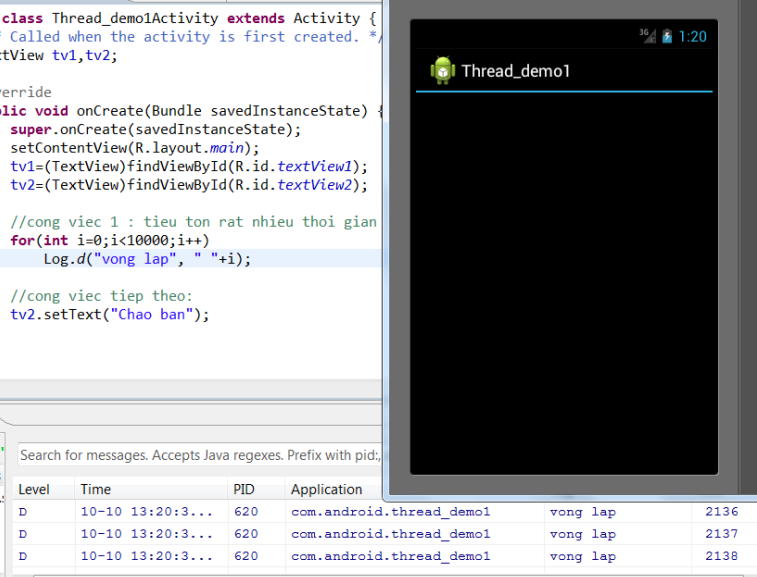 class Thread_demo1Activity extends Activity {
* Called when the activity is first created. */
tv1,tv2;
public void onCreate(Bundle savedInstanceState) {
super.onCreate(savedInstanceState);
setContentView(R.layout.main);
tv1=(TextView)findViewById(R.id.textView1);
tv2=(TextView)findViewById(R.id.textView2);
//cong viec 1 : tieu ton rat nhieu thoi gian
for(int i=0;i<10000;i++)
Log.d("vong lap", " "+i);
//cong viec tiep theo:
tv2.setText("Chao ban");
3G 1:20
Thread_demo1
Search for messages. Accepts Java regexes. Prefix with pid:,
Level Time PID Application
D 10-10 13:20:3... 620 com.android.thread_demo1 vong lap 2136
D 10-10 13:20:3... 620 com.android.thread_demo1 vong lap 2137
D 10-10 13:20:3... 620 com.android.thread_demo1 vong lap 2138